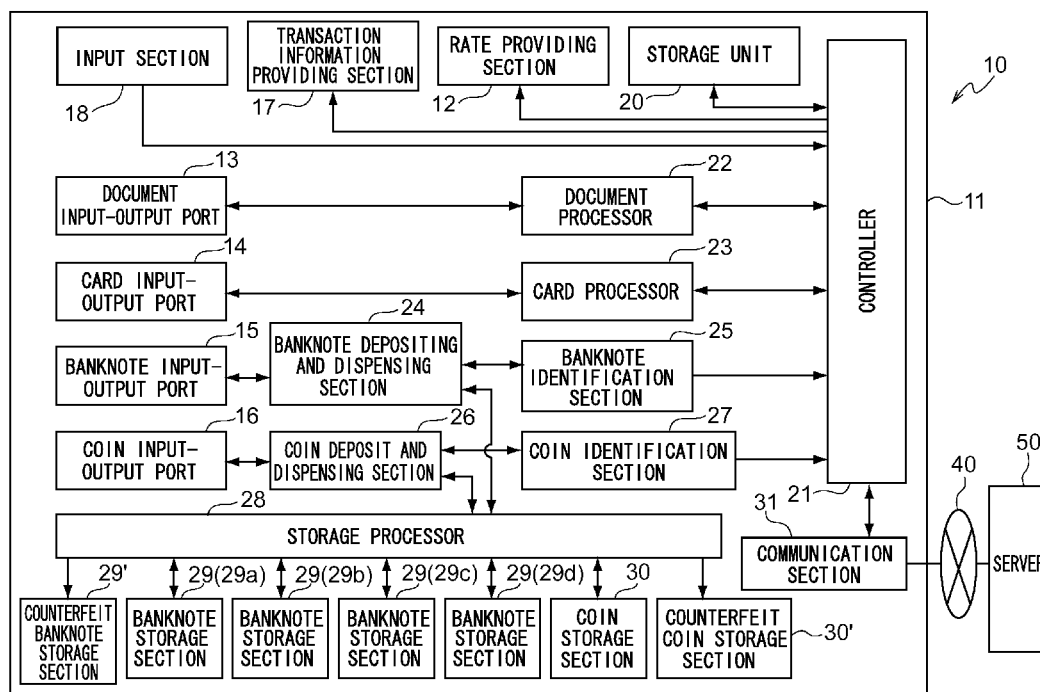 INPUT SECTION
18
TRANSACTION
INFORMATION
PROVIDING SECTION
17
RATE PROVIDING
SECTION
12
STORAGE UNIT
20
10
13
DOCUMENT
INPUT-OUTPUT PORT
22
DOCUMENT
PROCESSOR
CONTROLLER
11
14
CARD INPUT-
OUTPUT PORT
23
CARD PROCESSOR
15
BANKNOTE INPUT-
OUTPUT PORT
24
BANKNOTE DEPOSITING
AND DISPENSING
SECTION
25
BANKNOTE
IDENTIFICATION
SECTION
16
COIN INPUT-
OUTPUT PORT
26
COIN DEPOSIT AND
DISPENSING SECTION
27
COIN IDENTIFICATION
SECTION
21
28
STORAGE PROCESSOR
31
COMMUNICATION
SECTION
40
50
SERVER
29'
COUNTERFEIT
BANKNOTE
STORAGE
SECTION
29(29a)
BANKNOTE
STORAGE
SECTION
29(29b)
BANKNOTE
STORAGE
SECTION
29(29c)
BANKNOTE
STORAGE
SECTION
29(29d)
BANKNOTE
STORAGE
SECTION
30
COIN
STORAGE
SECTION
COUNTERFEIT
COIN STORAGE
SECTION
30'